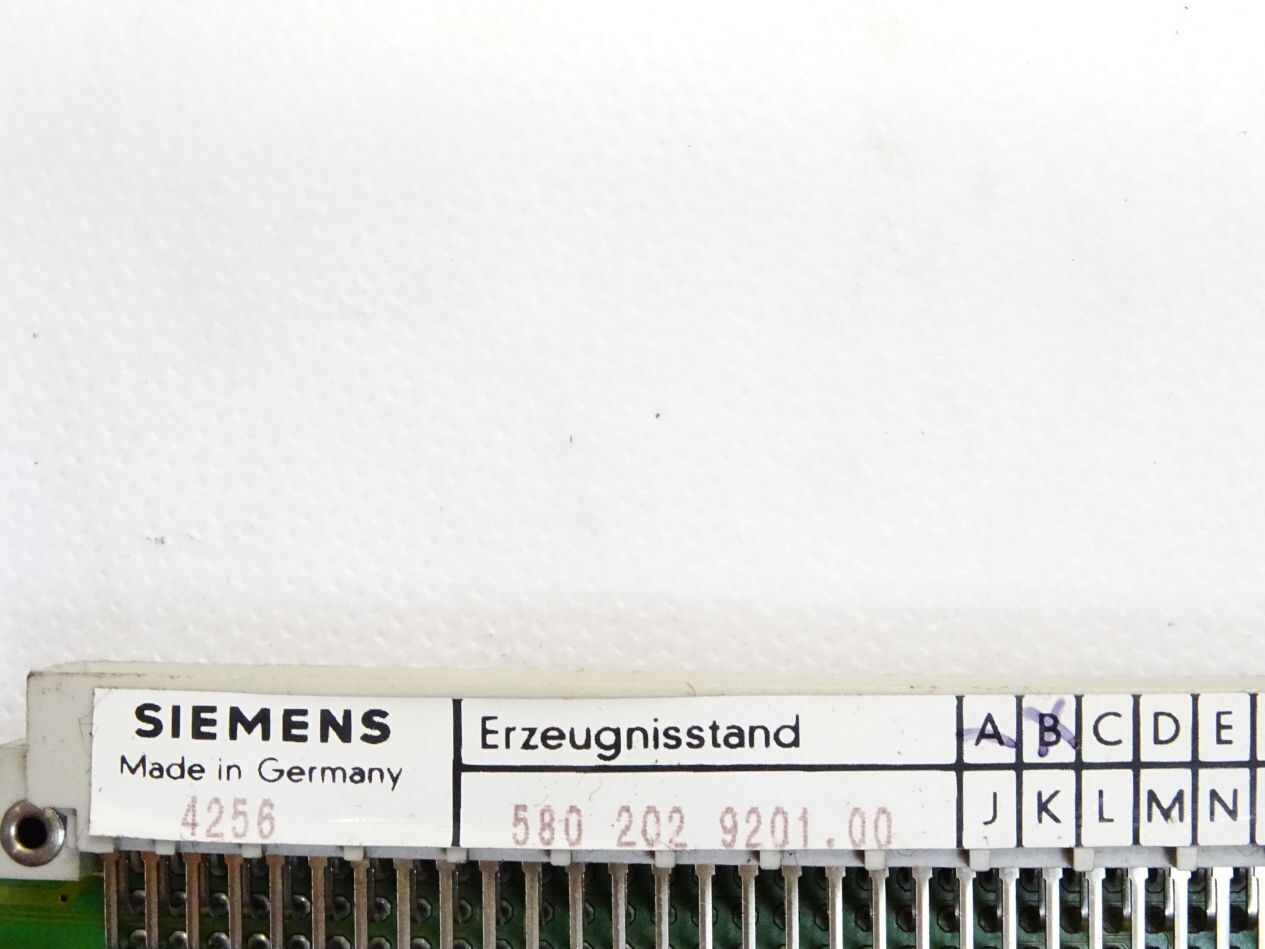 SIEMENS
Made in Germany
4256
Erzeugnisstand
580 202 9201.00
A B C D E
J K L M N